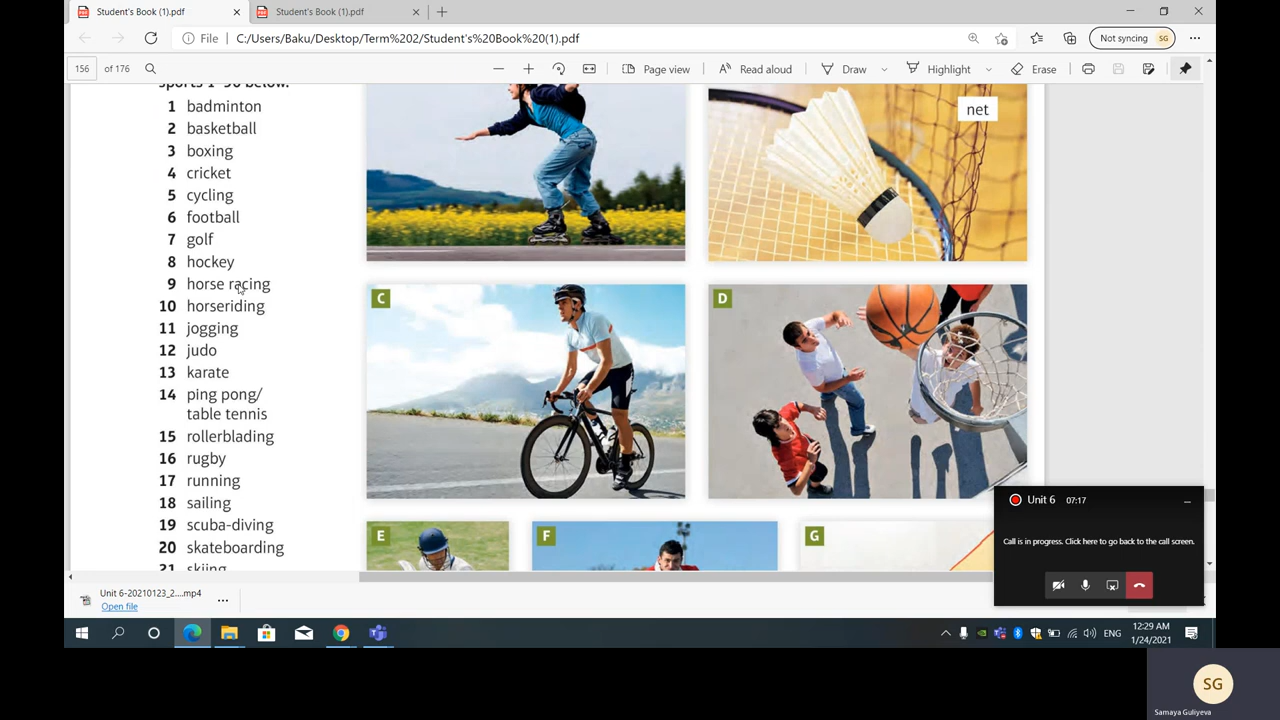 Student's Book (1).pdf
Student's Book (1).pdf
File
C:/Users/Baku/Desktop/Term%202/Student's%20Book%20(1).pdf
Not syncing
SG
156
of 176
Page view
Read aloud
Draw
Highlight
Erase
1 badminton
2 basketball
3 boxing
4 cricket
5 cycling
6 football
7 golf
8 hockey
9 horse racing
10 horseriding
11 jogging
12 judo
13 karate
14 ping pong/
table tennis
15 rollerblading
16 rugby
17 running
18 sailing
19 scuba-diving
20 skateboarding
21 skiing
net
C
D
E
F
G
Unit 6
07:17
Call is in progress. Click here to go back to the call screen.
Unit 6-20210123_2....mp4
Open file
ENG
12:29 AM
1/24/2021
SG
Samaya Guliyeva